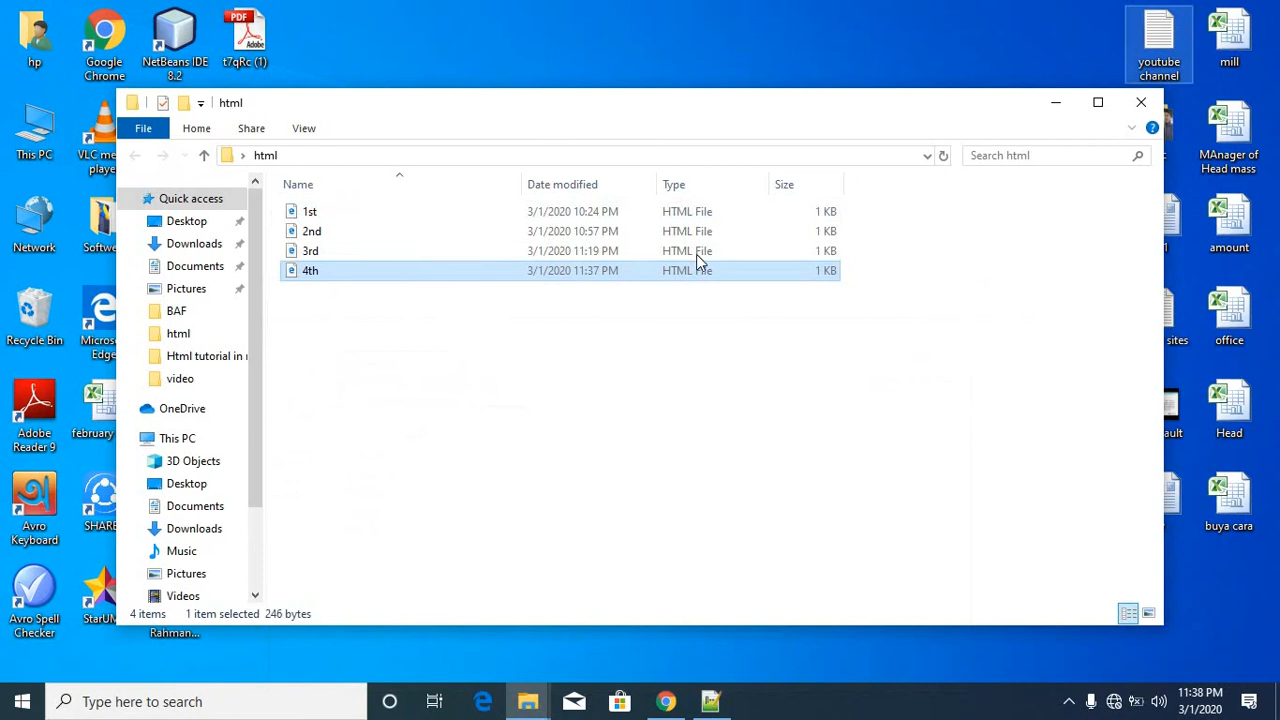 hp
Google
Chrome
NetBeans IDE
8.2
PDF
Adobe
t7qRc (1)
youtube
channel
mill
html
File
Home
Share
View
html
Search html
This PC
VLC me
playe
MAnager of
Head mass
Name
Date modified
Type
Size
Quick access
1st
3/1/2020 10:24 PM
HTML File
1 KB
Desktop
2nd
3/1/2020 10:57 PM
HTML File
1 KB
Downloads
3rd
3/1/2020 11:19 PM
HTML File
1 KB
Documents
4th
3/1/2020 11:37 PM
HTML File
1 KB
Pictures
BAF
html
Html tutorial in
video
OneDrive
This PC
3D Objects
Desktop
Documents
Downloads
Music
Pictures
Videos
Network
Softw
amount
Recycle Bin
Micros
Edge
sites
office
Adobe
Reader 9
february
ault
Head
Avro
Keyboard
SHARE
buya cara
4 items
1 item selected
246 bytes
Avro Spell
Checker
StarUM
Rahman...
Type here to search
11:38 PM
3/1/2020